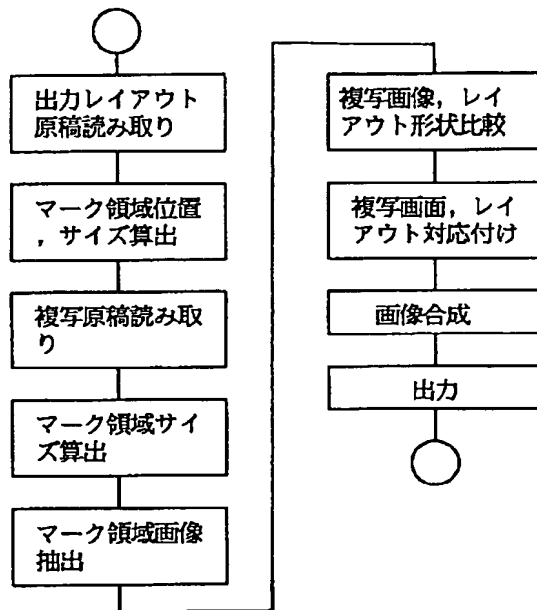 出力レイアウト
原稿読み取り
マーク領域位置
，サイズ算出
複写原稿読み取
り
マーク領域サイ
ズ算出
マーク領域画像
抽出
複写画像，レイ
アウト形状比較
複写画面，レイ
アウト対応付け
画像合成
出力